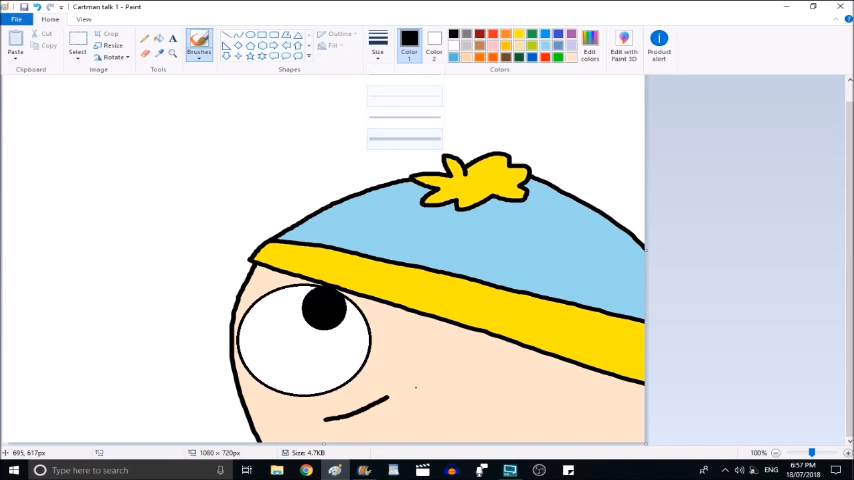 Cartman talk 1 - Paint
File Home View
Paste Cut Copy Clipboard
Select Crop Resize Rotate Image
A Tools
Brushes
Outline Fill Shapes
Size
Color 1 Color 2
Edit colors Colors
Edit with Paint 3D
Product alert
695, 617px 1080 × 720px Size: 4.7KB 100%
Type here to search ENG 6:57 PM 18/07/2018